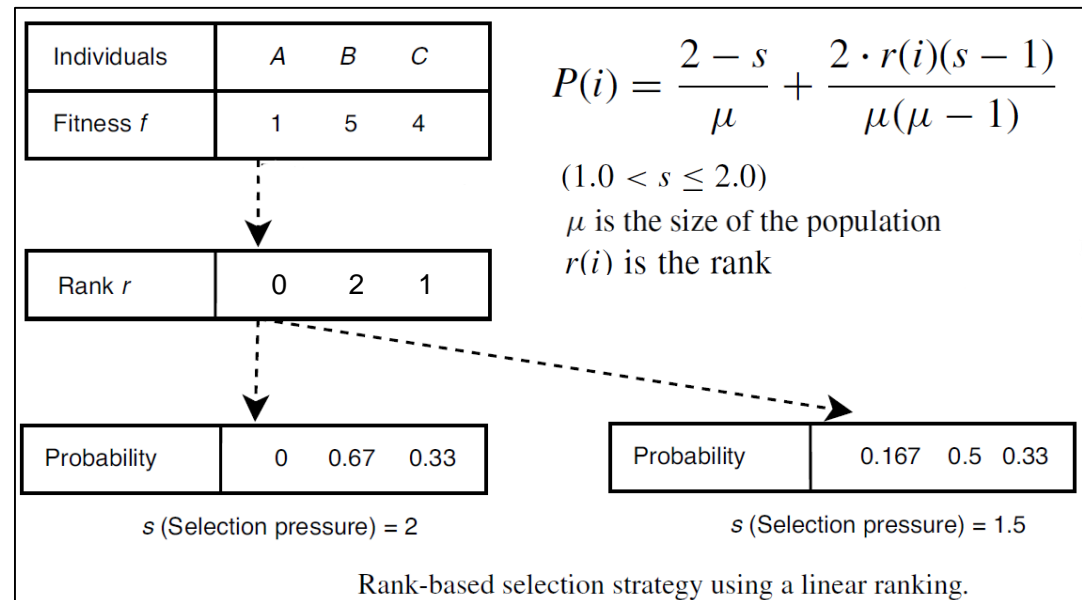 Individuals A B C
Fitness f 1 5 4
P(i) = \frac{2 - s}{μ} + \frac{2 · r(i)(s - 1)}{μ(μ - 1)}
(1.0 < s ≤ 2.0)
μ is the size of the population
r(i) is the rank
Rank r 0 2 1
Probability 0 0.67 0.33
s (Selection pressure) = 2
Probability 0.167 0.5 0.33
s (Selection pressure) = 1.5
Rank-based selection strategy using a linear ranking.